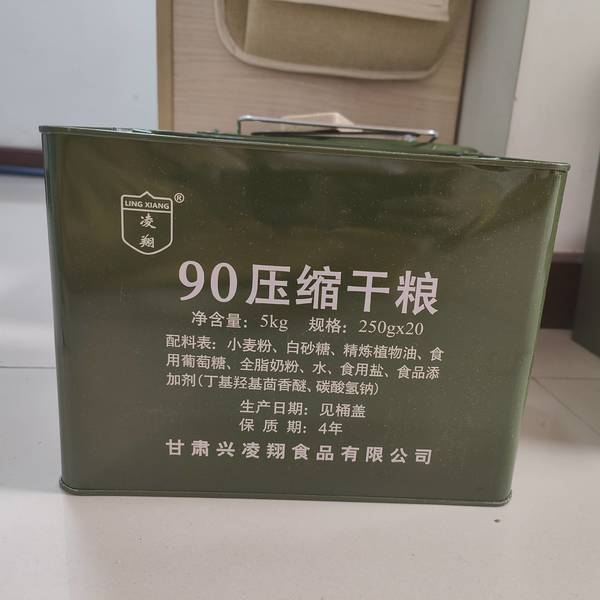 LING XIANG
®
凌
翔
90压缩干粮
净含量：5kg 规格：250gx20
配料表：小麦粉、白砂糖、精炼植物油、食
用葡萄糖、全脂奶粉、水、食用盐、食品添
加剂（丁基羟基茴香醚、碳酸氢钠）
生产日期：见桶盖
保 质 期：4年
甘肃兴凌翔食品有限公司